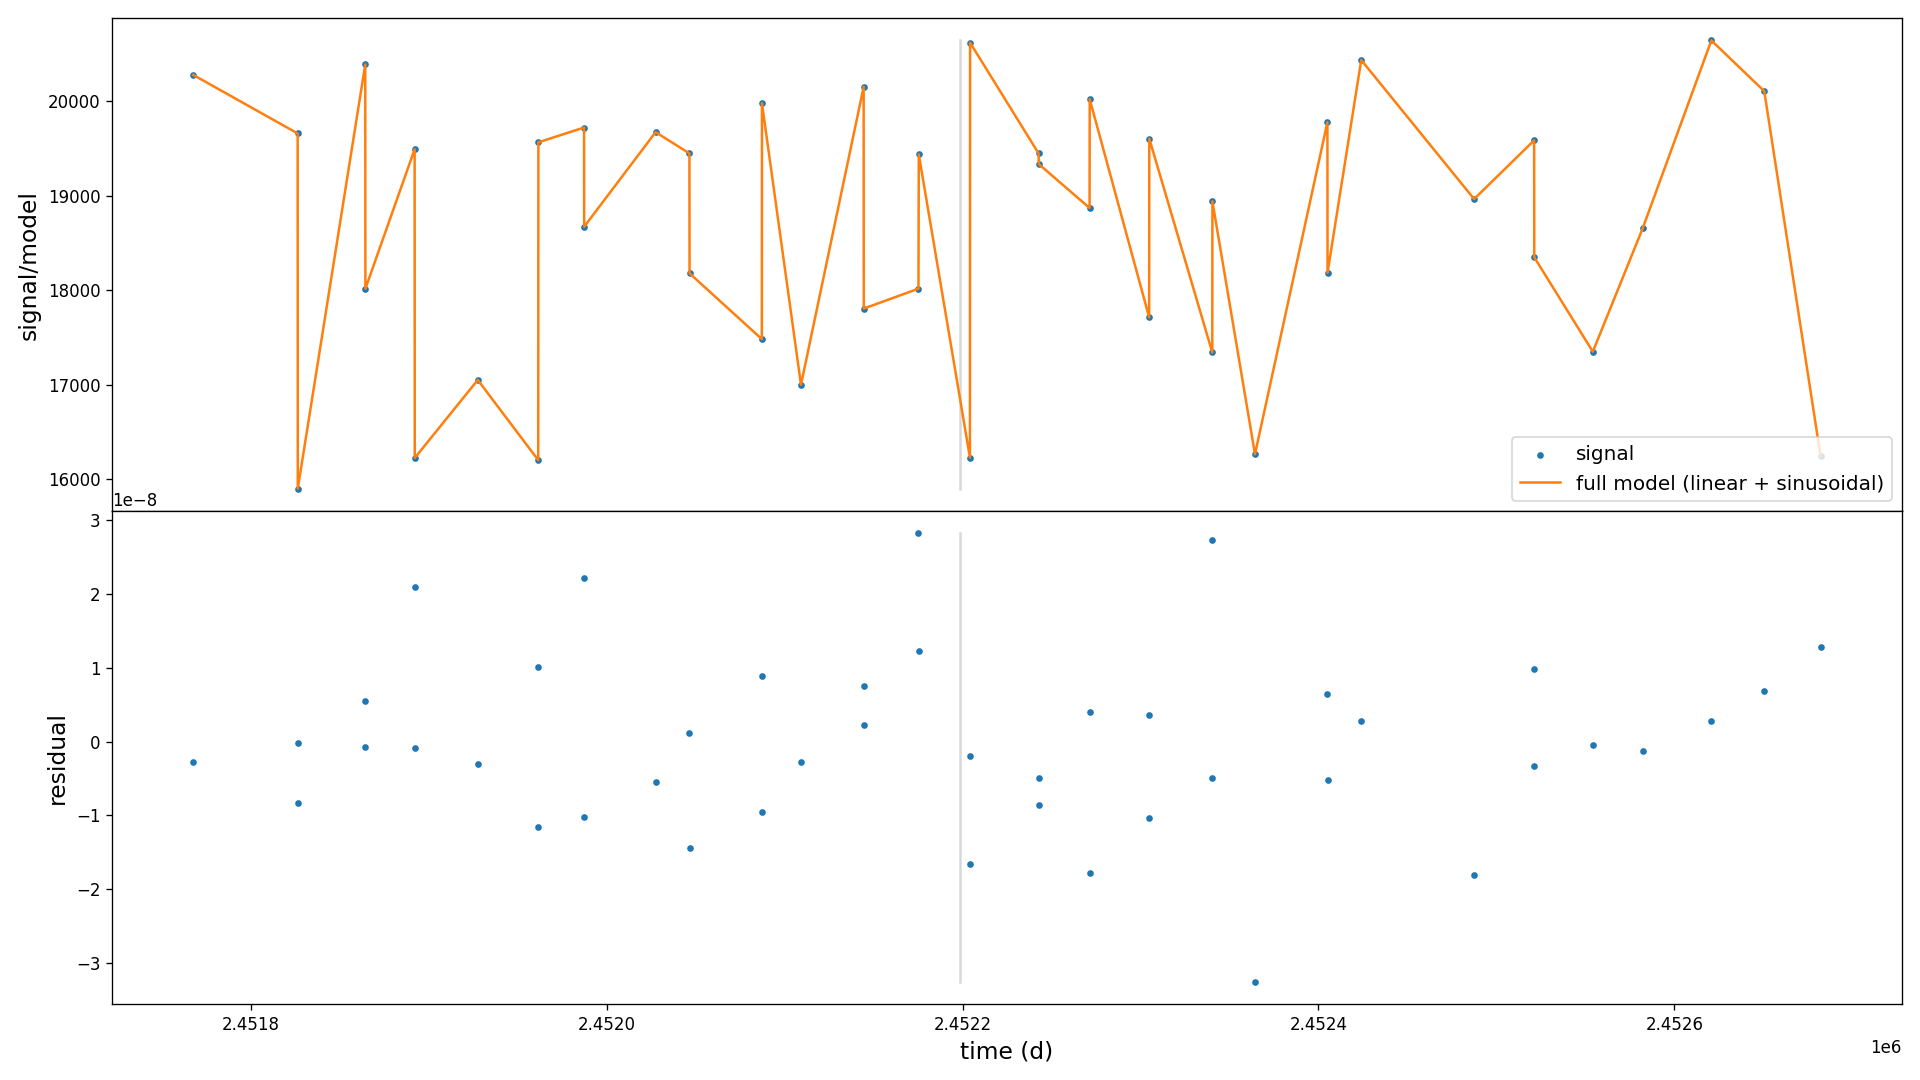 signal/model
20000
19000
18000
17000
16000
signal
full model (linear + sinusoidal)
1e−8
residual
3
2
1
0
−1
−2
−3
2.4518
2.4520
2.4522
2.4524
2.4526
time (d)
1e6